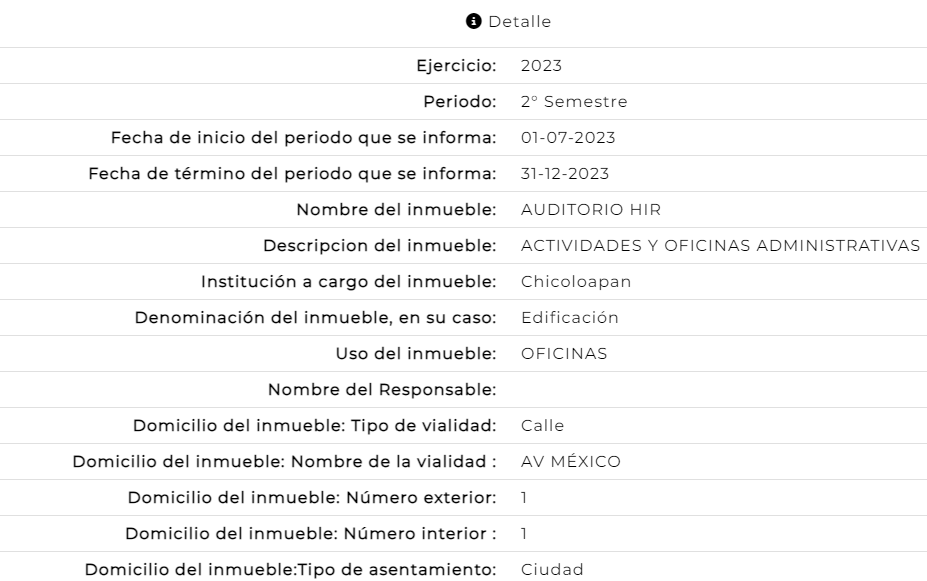 Detalle
Ejercicio: 2023
Periodo: 2° Semestre
Fecha de inicio del periodo que se informa: 01-07-2023
Fecha de término del periodo que se informa: 31-12-2023
Nombre del inmueble: AUDITORIO HIR
Descripcion del inmueble: ACTIVIDADES Y OFICINAS ADMINISTRATIVAS
Institución a cargo del inmueble: Chicoloapan
Denominación del inmueble, en su caso: Edificación
Uso del inmueble: OFICINAS
Nombre del Responsable:
Domicilio del inmueble: Tipo de vialidad: Calle
Domicilio del inmueble: Nombre de la vialidad : AV MÉXICO
Domicilio del inmueble: Número exterior: 1
Domicilio del inmueble: Número interior : 1
Domicilio del inmueble:Tipo de asentamiento: Ciudad